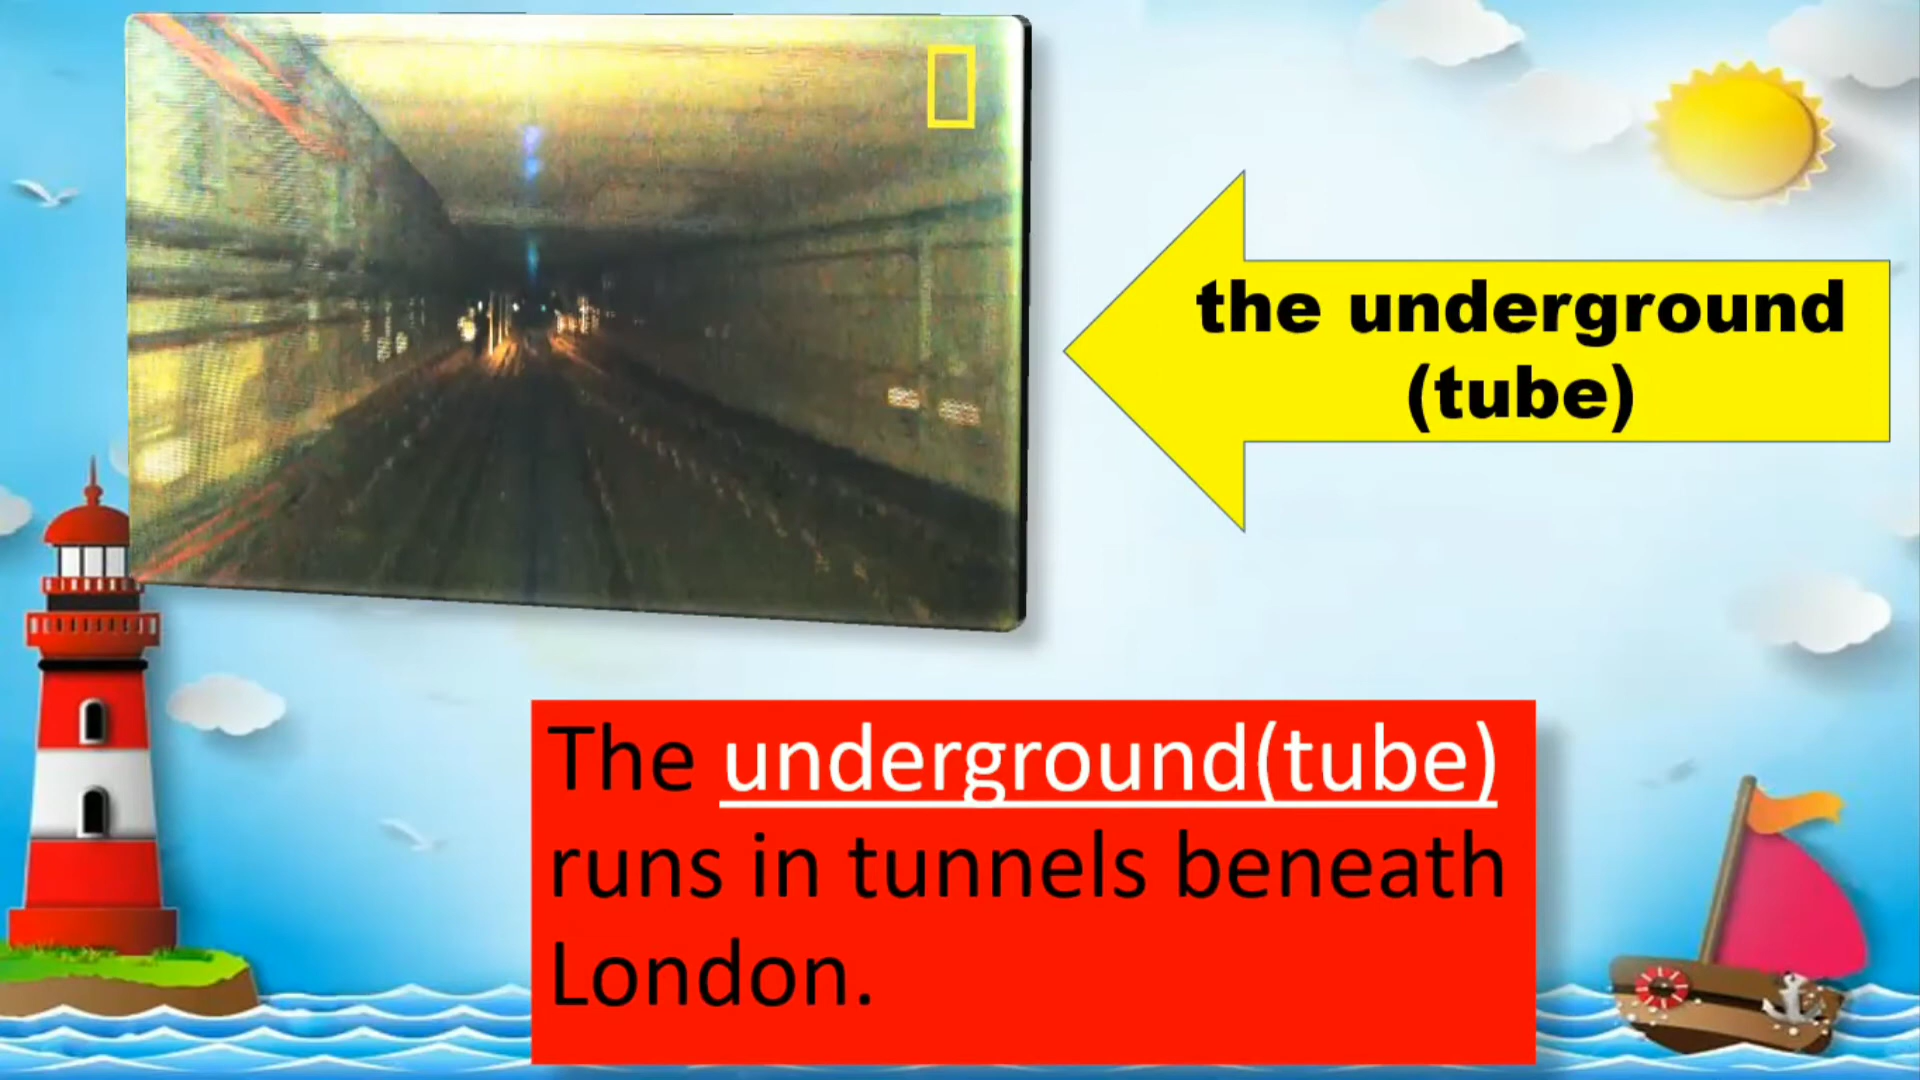 the underground
(tube)
The underground(tube)
runs in tunnels beneath
London.